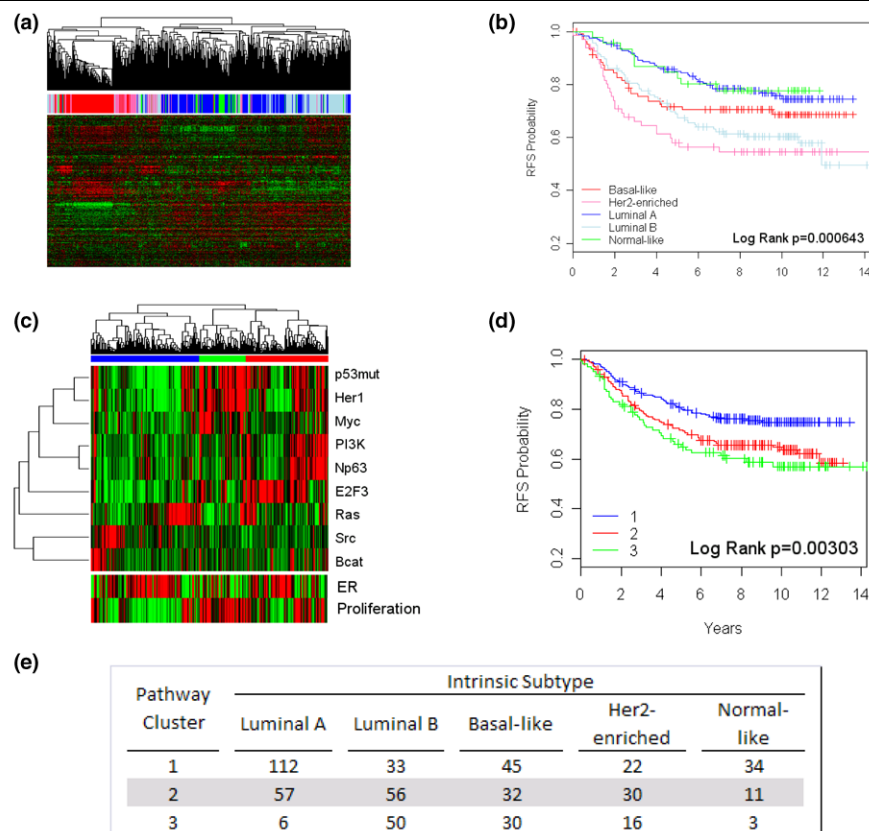 (a)
(b)
RFS Probability
1.0
0.8
0.6
0.4
0.2
Basal-like
Her2-enriched
Luminal A
Luminal B
Normal-like
Log Rank p=0.000643
0 2 4 6 8 10 12 14
(c)
p53mut
Her1
Myc
PI3K
Np63
E2F3
Ras
Src
Bcat
ER
Proliferation
(d)
RFS Probability
1.0
0.8
0.6
0.4
0.2
1
2
3
Log Rank p=0.00303
0 2 4 6 8 10 12 14
Years
(e)
Pathway Cluster
Intrinsic Subtype
Luminal A Luminal B Basal-like Her2-enriched Normal-like
1 112 33 45 22 34
2 57 56 32 30 11
3 6 50 30 16 3